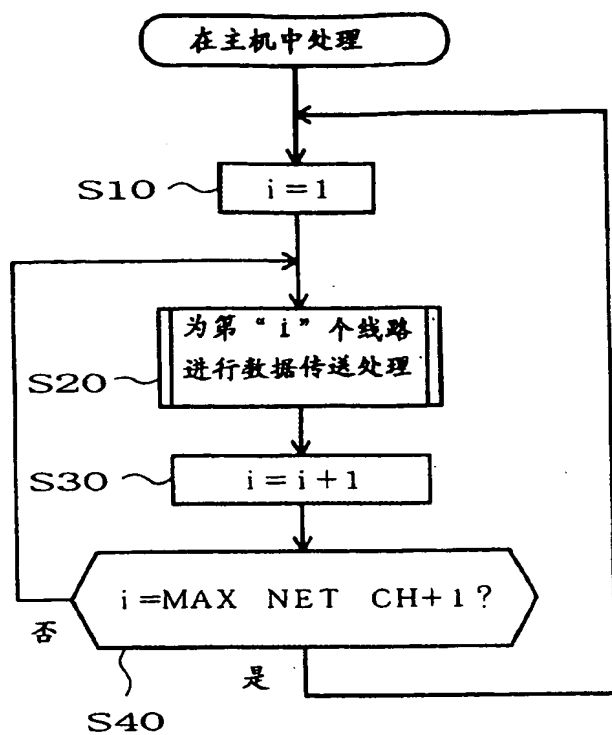 在主机中处理
S10
i=1
为第“i”个线路
进行数据传送处理
S20
S30
i=i+1
i=MAX NET CH+1?
否
是
S40